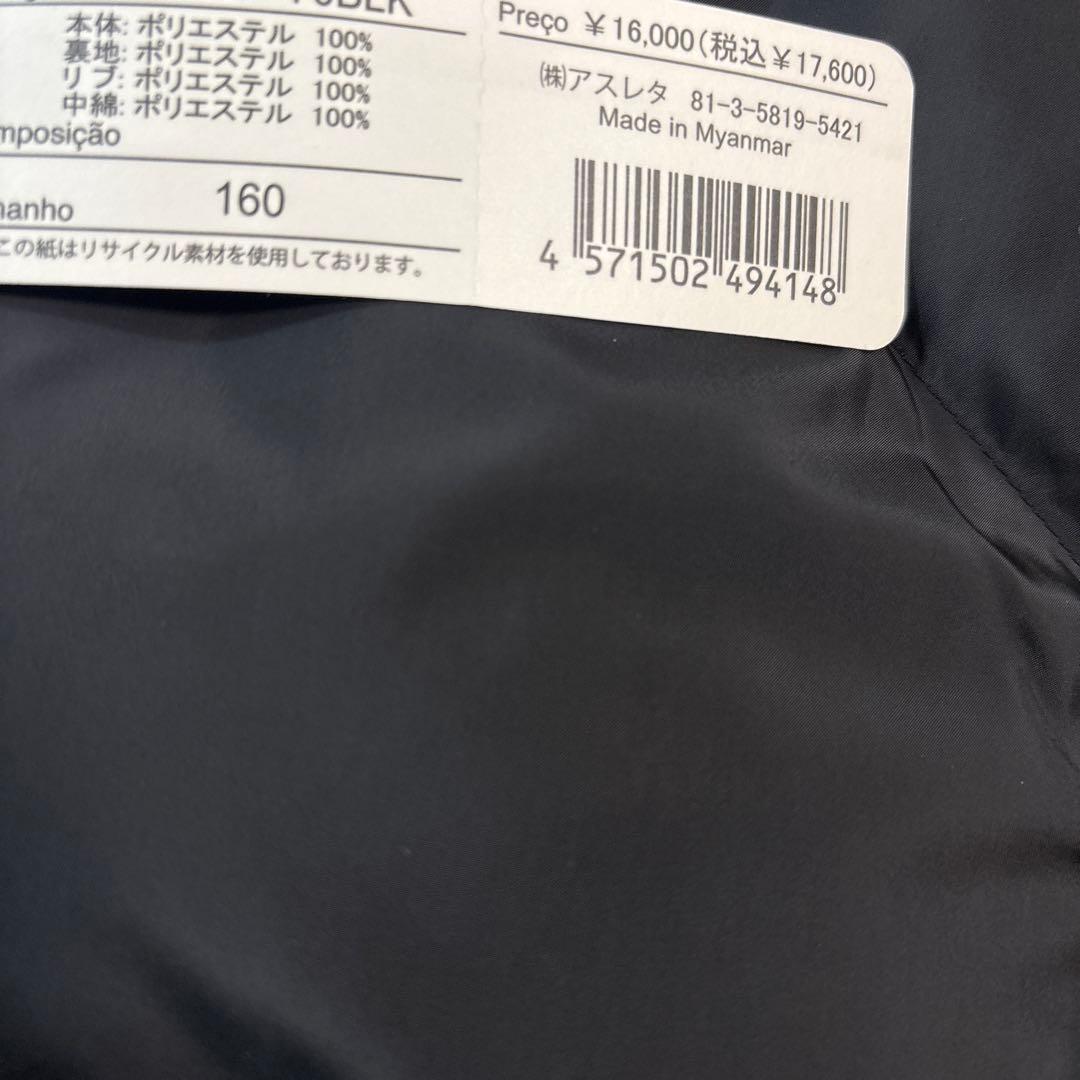 本体: ポリエステル 100%
裏地: ポリエステル 100%
リブ: ポリエステル 100%
中綿: ポリエステル 100%
mposição
160
この紙はリサイクル素材を使用しております。
Preço ￥16,000(税込￥17,600)
㈱アスレタ 81-3-5819-5421
Made in Myanmar
4 571502 494148